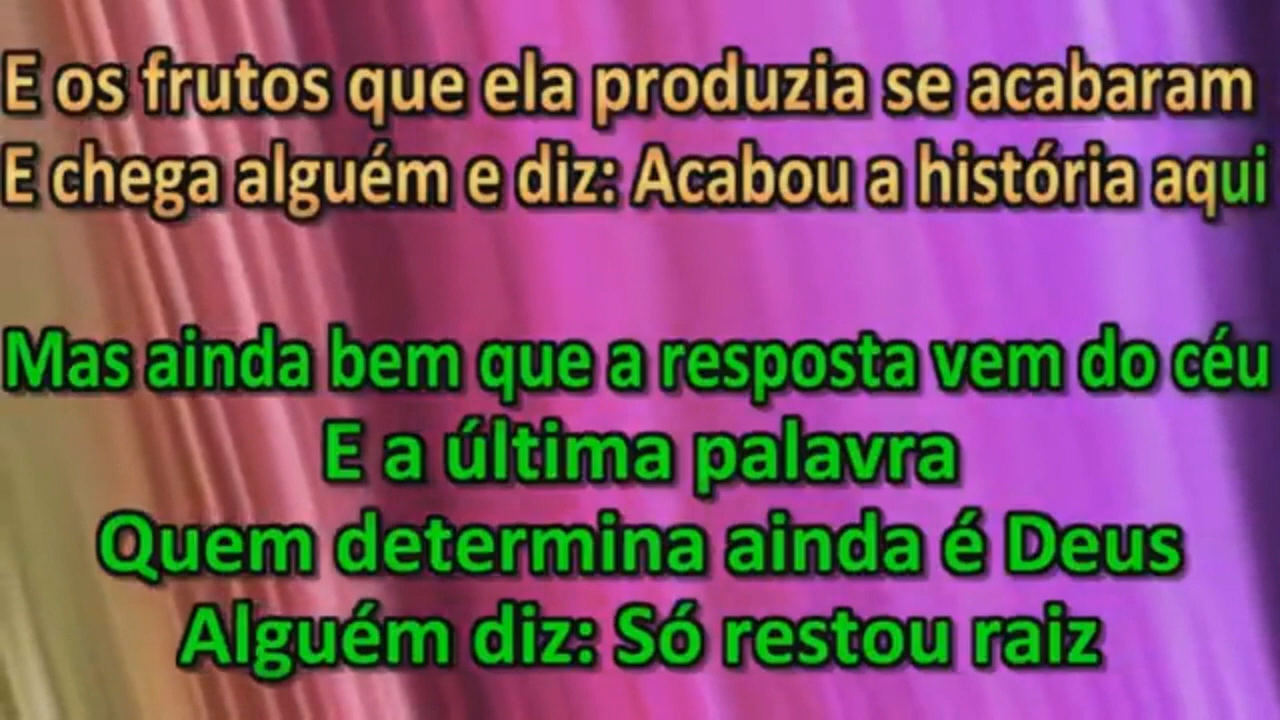 E os frutos que ela produzia se acabaram
E chega alguém e diz: Acabou a história aqui
Mas ainda bem que a resposta vem do céu
E a última palavra
Quem determina ainda é Deus
Alguém diz: Só restou raiz